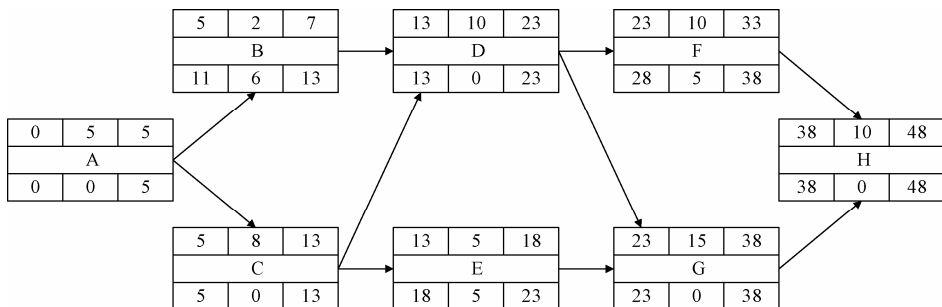 5 2 7
B
11 6 13
13 10 23
D
13 0 23
23 10 33
F
28 5 38
0 5 5
A
0 0 5
38 10 48
H
38 0 48
5 8 13
C
5 0 13
13 5 18
E
18 5 23
23 15 38
G
23 0 38